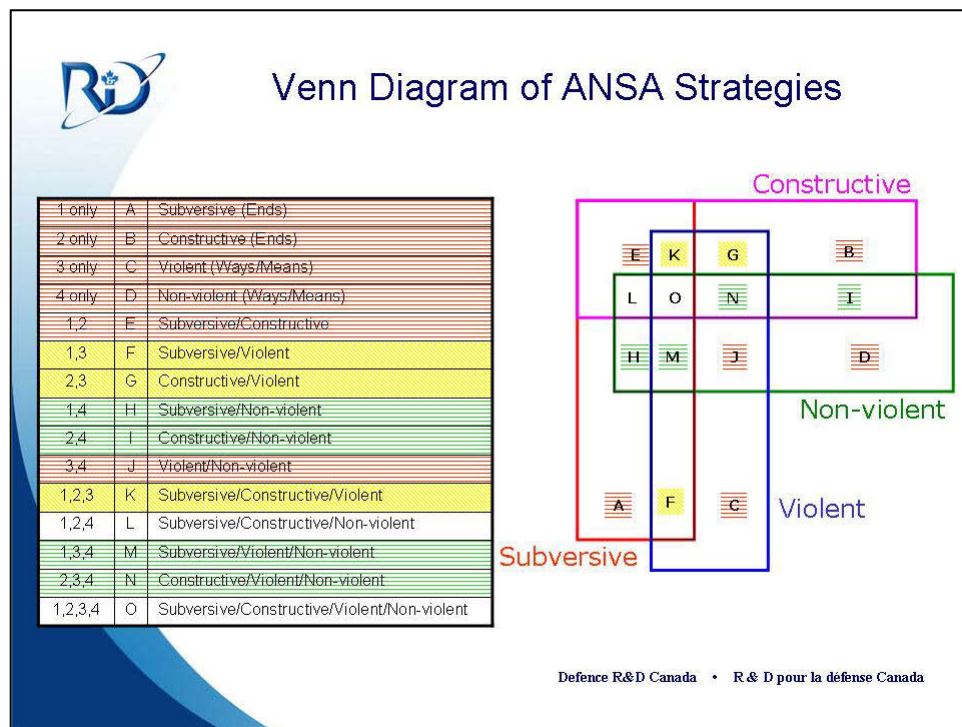 R&D
Venn Diagram of ANSA Strategies
1 only A Subversive (Ends)
2 only B Constructive (Ends)
3 only C Violent (Ways/Means)
4 only D Non-violent (Ways/Means)
1,2 E Subversive/Constructive
1,3 F Subversive/Violent
2,3 G Constructive/Violent
1,4 H Subversive/Non-violent
2,4 I Constructive/Non-violent
3,4 J Violent/Non-violent
1,2,3 K Subversive/Constructive/Violent
1,2,4 L Subversive/Constructive/Non-violent
1,3,4 M Subversive/Violent/Non-violent
2,3,4 N Constructive/Violent/Non-violent
1,2,3,4 O Subversive/Constructive/Violent/Non-violent
Constructive
E K G B
L O N I
H M J D
Non-violent
A F C
Violent
Subversive
Defence R&D Canada • R & D pour la défense Canada